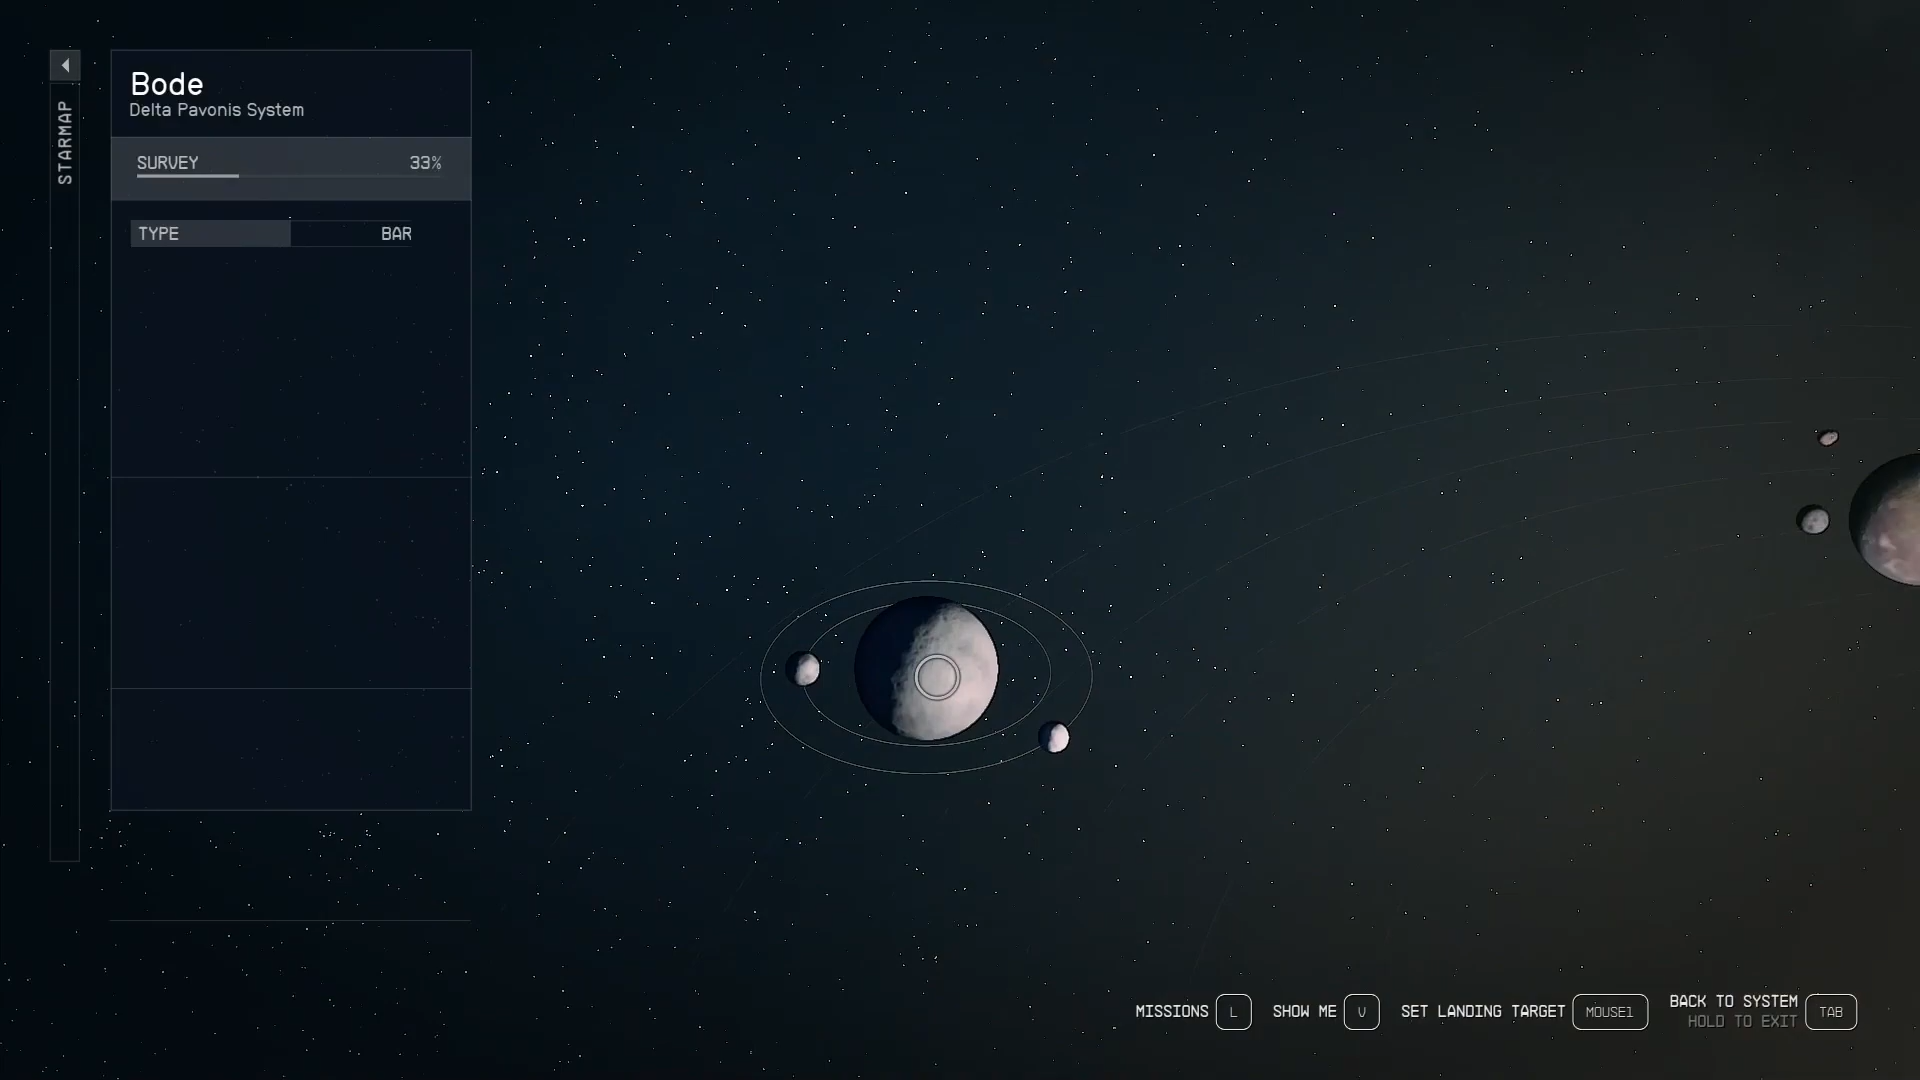 STARMAP
Bode
Delta Pavonis System
SURVEY 33%
TYPE BAR
MISSIONS L SHOW ME V SET LANDING TARGET MOUSE1 BACK TO SYSTEM TAB
HOLD TO EXIT